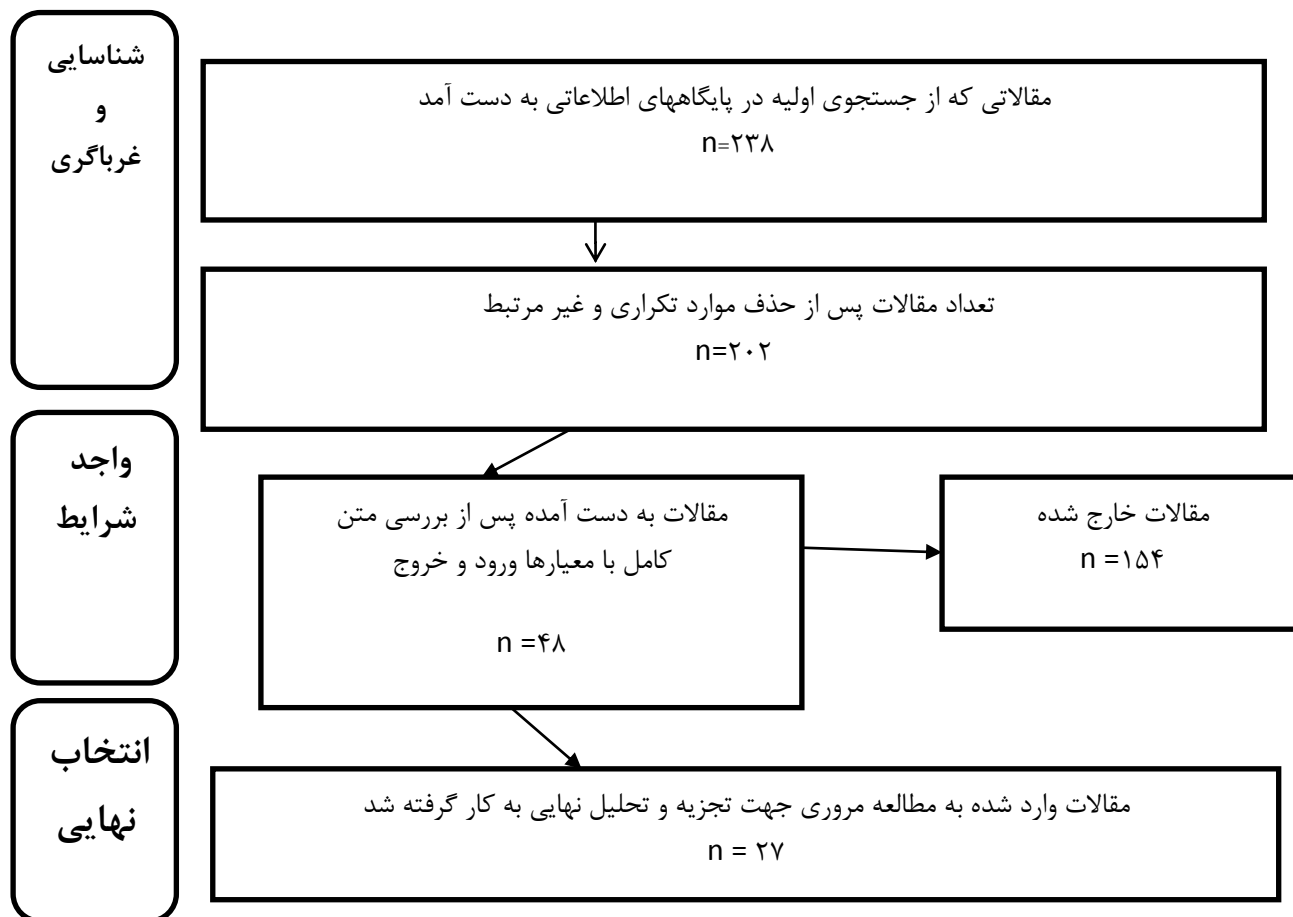 شناسایی
و
غرباگری
مقالاتی که از جستجوی اولیه در پایگاههای اطلاعاتی به دست آمد
n=۲۳۸
تعداد مقالات پس از حذف موارد تکراری و غیر مرتبط
n=۲۰۲
واجد
شرایط
مقالات خارج شده
n =۱۵۴
مقالات به دست آمده پس از بررسی متن
کامل با معیارها ورود و خروج
n =۴۸
انتخاب
نهایی
مقالات وارد شده به مطالعه مروری جهت تجزیه و تحلیل نهایی به کار گرفته شد
n = ۲۷